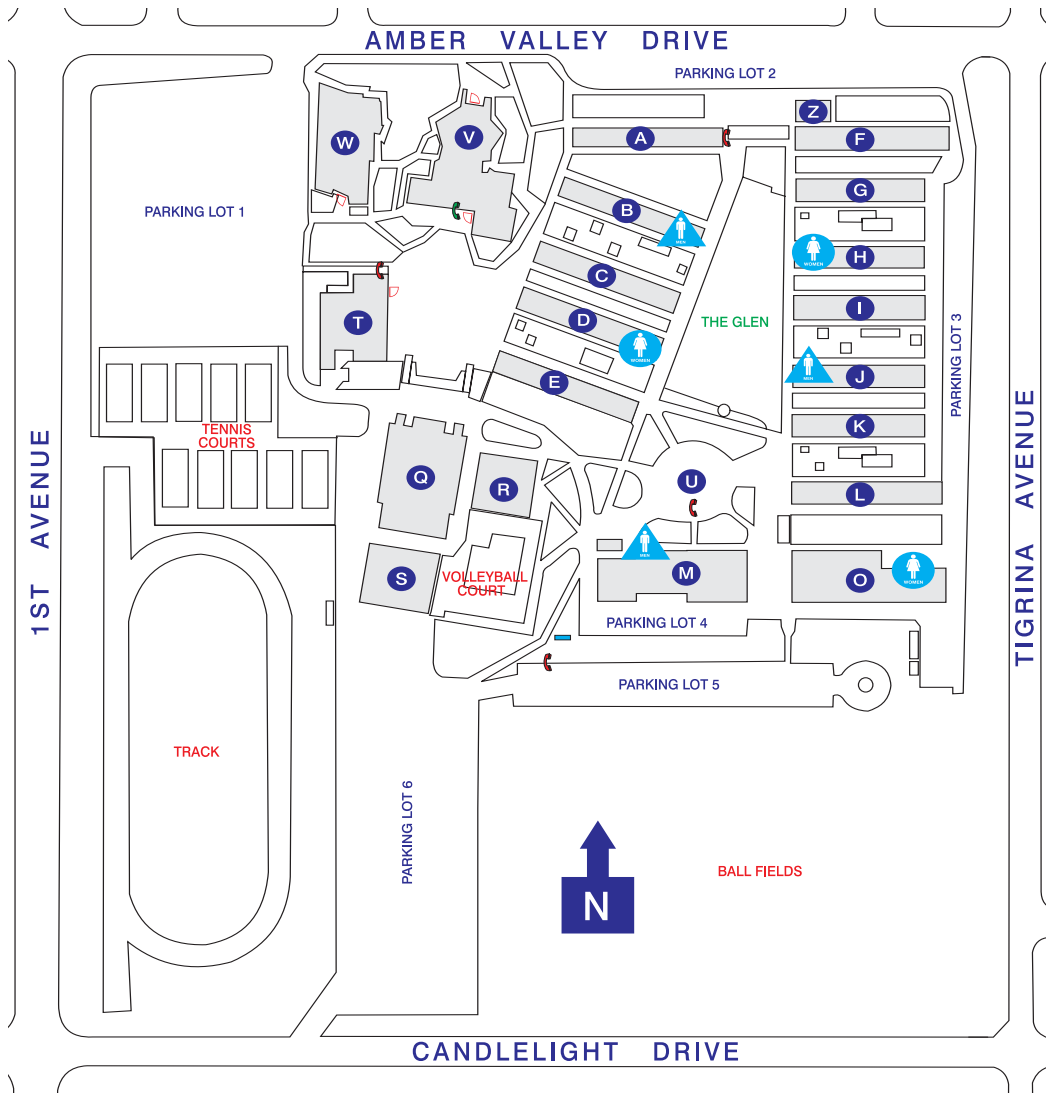 AMBER VALLEY DRIVE
PARKING LOT 2
Z
V
A
F
W
G
PARKING LOT 1
B
MEN
H
WOMEN
C
I
T
D
THE GLEN
WOMEN
PARKING LOT 3
J
MEN
E
K
TENNIS
COURTS
Q
R
U
L
1ST AVENUE
TIGRINA AVENUE
MEN
M
O
WOMEN
S
VOLLEYBALL
COURT
PARKING LOT 4
PARKING LOT 5
TRACK
PARKING LOT 6
BALL FIELDS
N
CANDLELIGHT DRIVE